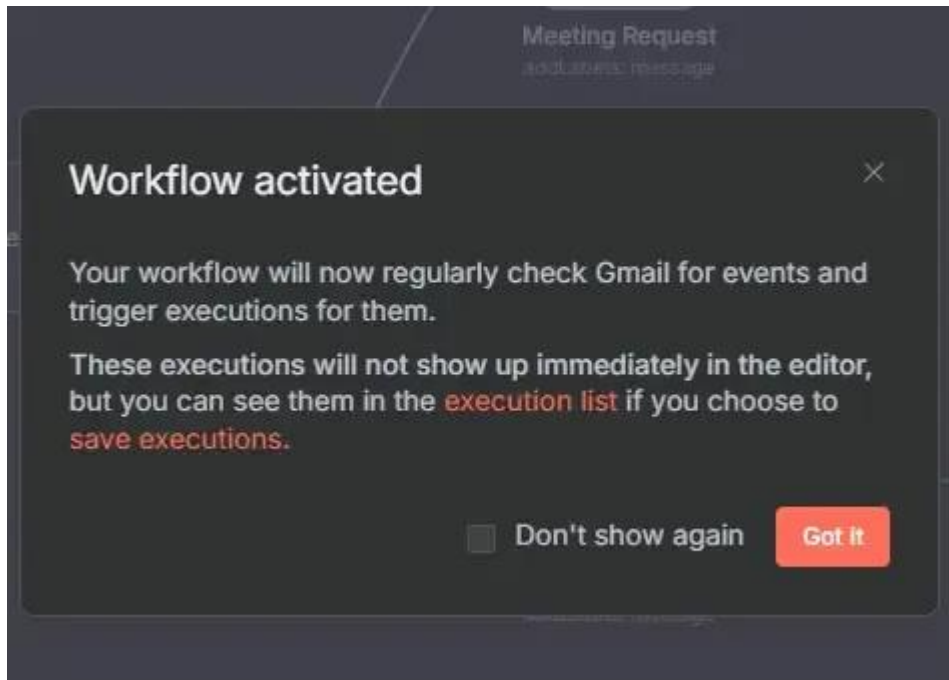 Meeting Request
addLabels: message
Workflow activated
Your workflow will now regularly check Gmail for events and
trigger executions for them.
These executions will not show up immediately in the editor,
but you can see them in the execution list if you choose to
save executions.
Don't show again
Got it